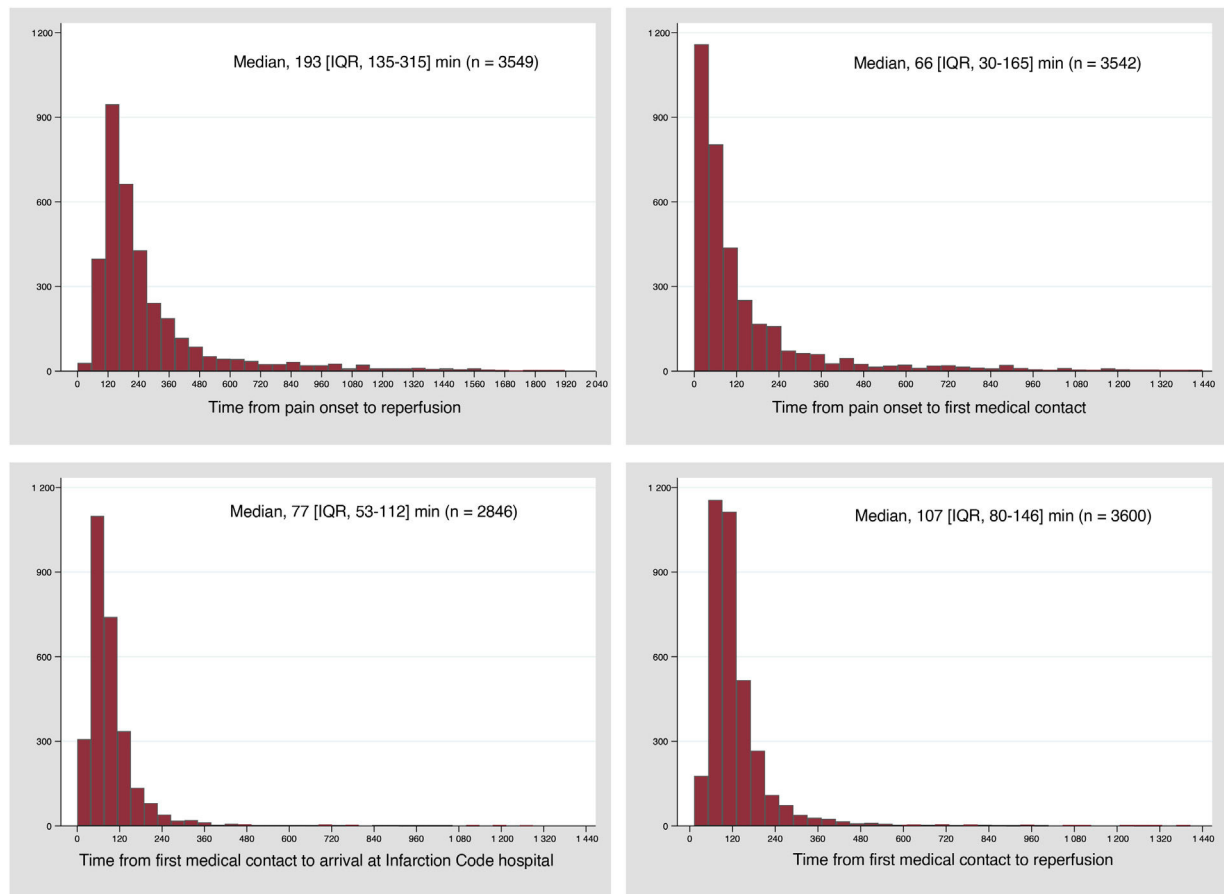 1 200
Median, 193 [IQR, 135-315] min (n = 3549)
900
600
300
0
0 120 240 360 480 600 720 840 960 1080 1200 1320 1440 1560 1680 1800 1920 2 040
Time from pain onset to reperfusion
1 200
Median, 66 [IQR, 30-165] min (n = 3542)
900
600
300
0
0 120 240 360 480 600 720 840 960 1 080 1 200 1 320 1 440
Time from pain onset to first medical contact
1 200
Median, 77 [IQR, 53-112] min (n = 2846)
900
600
300
0
0 120 240 360 480 600 720 840 960 1 080 1 200 1 320 1 440
Time from first medical contact to arrival at Infarction Code hospital
1 200
Median, 107 [IQR, 80-146] min (n = 3600)
900
600
300
0
0 120 240 360 480 600 720 840 960 1 080 1 200 1 320 1 440
Time from first medical contact to reperfusion